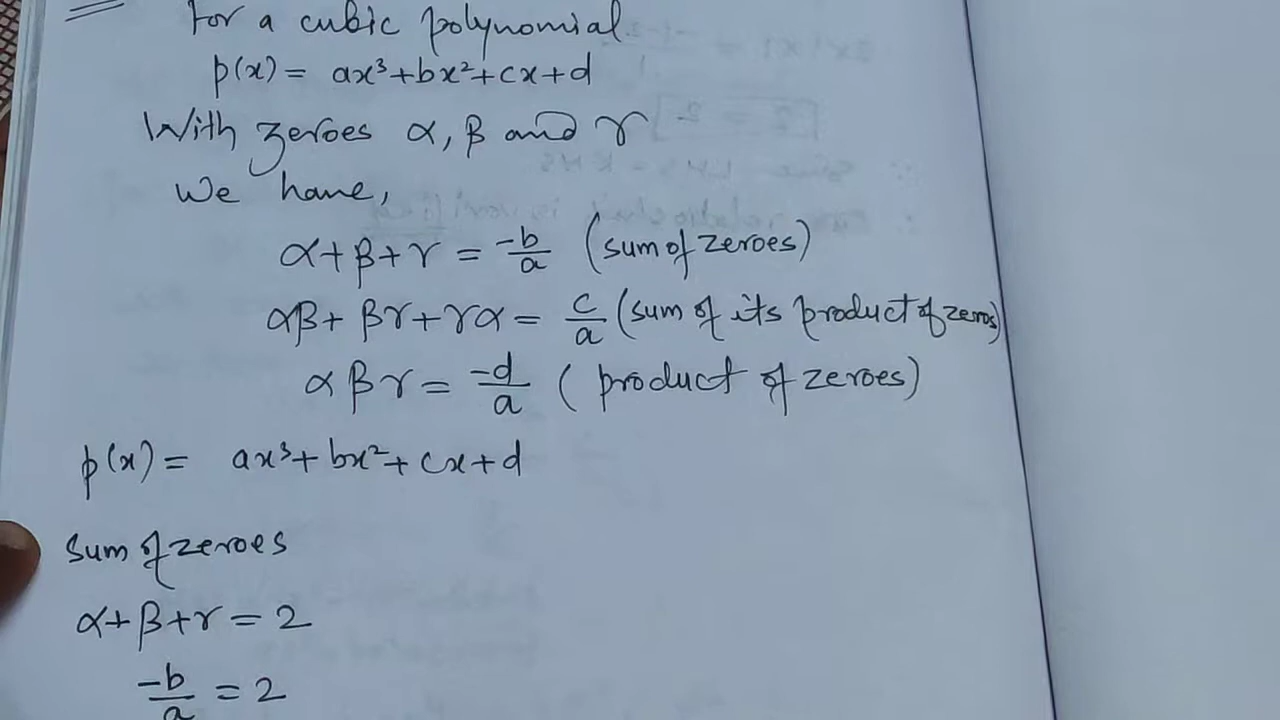 For a cubic polynomial
p(x) = ax³+bx²+cx+d
With zeroes α, β and γ
We have,
α+β+γ = -b/a (sum of zeroes)
αβ+ βγ+γα = c/a (sum of its product of zeros)
αβγ = -d/a ( product of zeroes)
p(x) = ax³+bx²+cx+d
Sum of zeroes
α+β+γ = 2
-b/a = 2